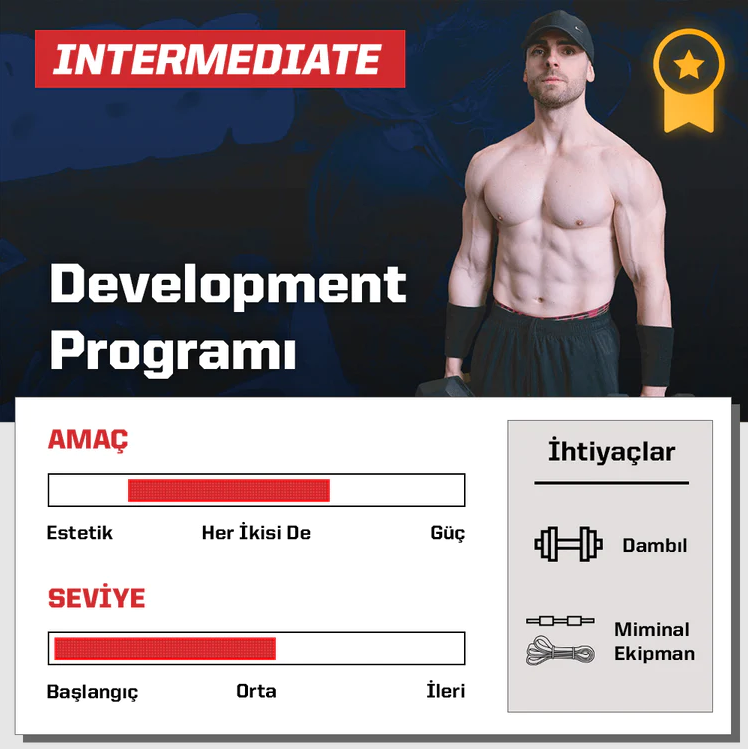 INTERMEDIATE
Development
Programı
AMAÇ
Estetik Her İkisi De Güç
SEVİYE
Başlangıç Orta İleri
İhtiyaçlar
Dambıl
Miminal
Ekipman